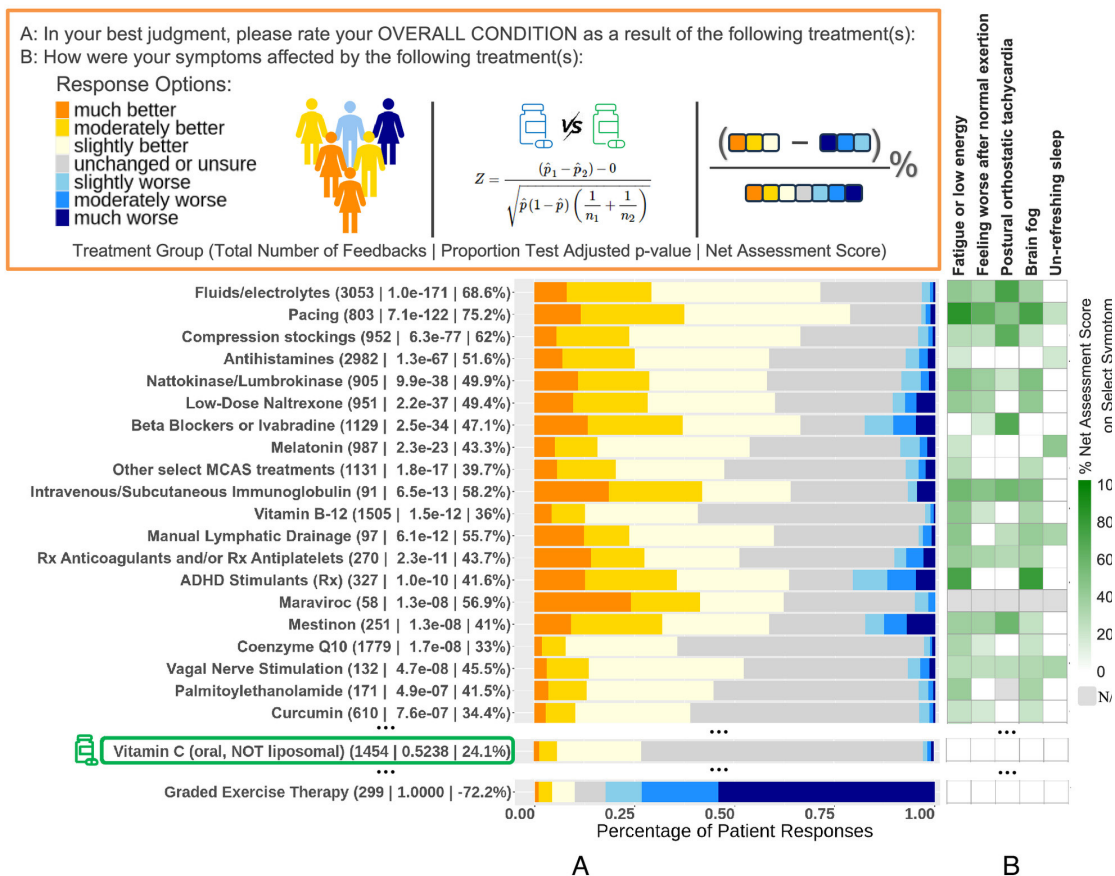 A: In your best judgment, please rate your OVERALL CONDITION as a result of the following treatment(s):
B: How were your symptoms affected by the following treatment(s):
Response Options:
much better
moderately better
slightly better
unchanged or unsure
slightly worse
moderately worse
much worse
VS
Z = (p̂₁ − p̂₂) − 0 / √(p̂(1 − p̂)(1/n₁ + 1/n₂))
( − ) %
Treatment Group (Total Number of Feedbacks | Proportion Test Adjusted p-value | Net Assessment Score)
Fatigue or low energy
Feeling worse after normal exertion
Postural orthostatic tachycardia
Brain fog
Un-refreshing sleep
Fluids/electrolytes (3053 | 1.0e-171 | 68.6%)
Pacing (803 | 7.1e-122 | 75.2%)
Compression stockings (952 | 6.3e-77 | 62%)
Antihistamines (2982 | 1.3e-67 | 51.6%)
Nattokinase/Lumbrokinase (905 | 9.9e-38 | 49.9%)
Low-Dose Naltrexone (951 | 2.2e-37 | 49.4%)
Beta Blockers or Ivabradine (1129 | 2.5e-34 | 47.1%)
Melatonin (987 | 2.3e-23 | 43.3%)
Other select MCAS treatments (1131 | 1.8e-17 | 39.7%)
Intravenous/Subcutaneous Immunoglobulin (91 | 6.5e-13 | 58.2%)
Vitamin B-12 (1505 | 1.5e-12 | 36%)
Manual Lymphatic Drainage (97 | 6.1e-12 | 55.7%)
Rx Anticoagulants and/or Rx Antiplatelets (270 | 2.3e-11 | 43.7%)
ADHD Stimulants (Rx) (327 | 1.0e-10 | 41.6%)
Maraviroc (58 | 1.3e-08 | 56.9%)
Mestinon (251 | 1.3e-08 | 41%)
Coenzyme Q10 (1779 | 1.7e-08 | 33%)
Vagal Nerve Stimulation (132 | 4.7e-08 | 45.5%)
Palmitoylethanolamide (171 | 4.9e-07 | 41.5%)
Curcumin (610 | 7.6e-07 | 34.4%)
... ... ...
Vitamin C (oral, NOT liposomal) (1454 | 0.5238 | 24.1%)
... ... ...
Graded Exercise Therapy (299 | 1.0000 | -72.2%)
0.00 0.25 0.50 0.75 1.00
Percentage of Patient Responses
% Net Assessment Score
on Select Symptom
10
80
60
40
20
0
N/
A
B